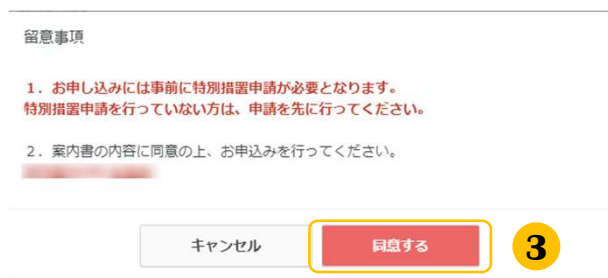 留意事項
1．お申し込みには事前に特別措置申請が必要となります。
特別措置申請を行っていない方は、申請を先に行ってください。
2．案内書の内容に同意の上、お申込みを行ってください。
キャンセル
同意する
3